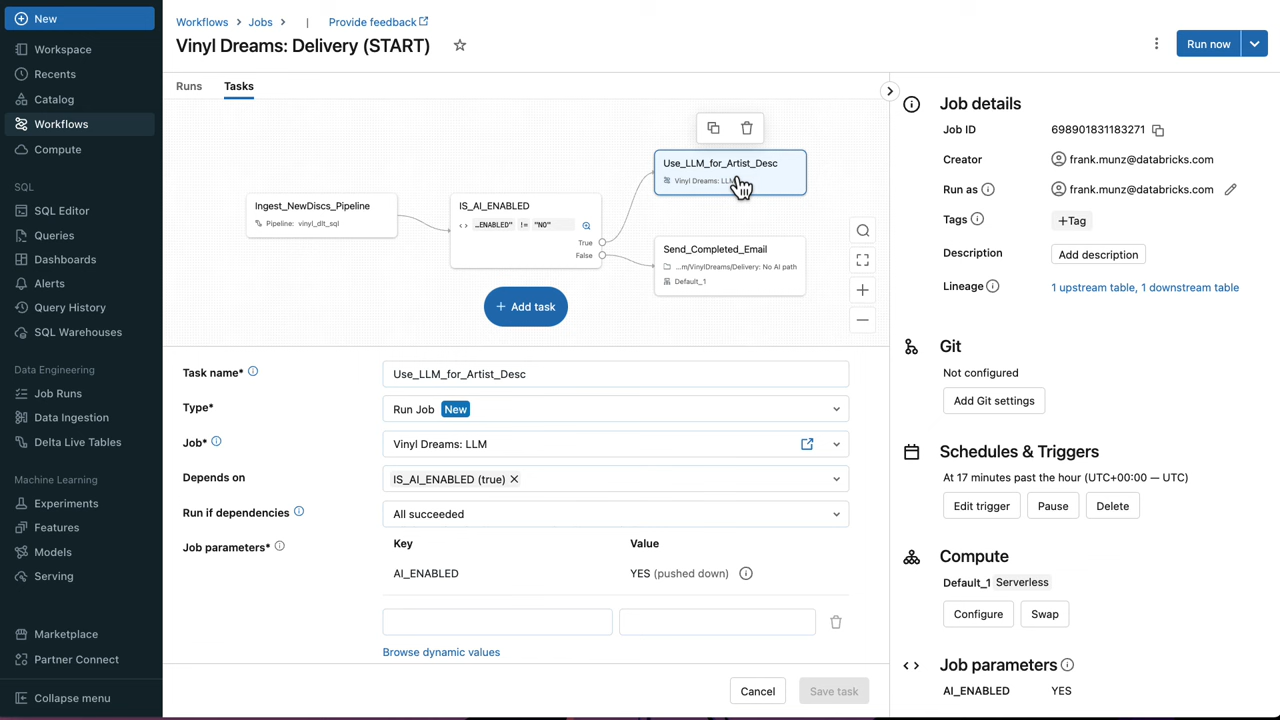 New
Workspace
Recents
Catalog
Workflows
Compute
SQL
SQL Editor
Queries
Dashboards
Alerts
Query History
SQL Warehouses
Data Engineering
Job Runs
Data Ingestion
Delta Live Tables
Machine Learning
Experiments
Features
Models
Serving
Marketplace
Partner Connect
Collapse menu
Workflows > Jobs > | Provide feedback
Vinyl Dreams: Delivery (START)
Run now
Runs Tasks
Ingest_NewDiscs_Pipeline
Pipeline: vinyl_dlt_sql
IS_AI_ENABLED
…ENABLED" != "NO"
True
False
Use_LLM_for_Artist_Desc
Vinyl Dreams: LLM
Send_Completed_Email
...m/VinylDreams/Delivery: No AI path
Default_1
+ Add task
Task name* Use_LLM_for_Artist_Desc
Type* Run Job New
Job* Vinyl Dreams: LLM
Depends on IS_AI_ENABLED (true)
Run if dependencies All succeeded
Job parameters* Key Value
AI_ENABLED YES (pushed down)
Browse dynamic values
Cancel Save task
Job details
Job ID 698901831183271
Creator frank.munz@databricks.com
Run as frank.munz@databricks.com
Tags +Tag
Description Add description
Lineage 1 upstream table, 1 downstream table
Git
Not configured
Add Git settings
Schedules & Triggers
At 17 minutes past the hour (UTC+00:00 — UTC)
Edit trigger Pause Delete
Compute
Default_1 Serverless
Configure Swap
Job parameters
AI_ENABLED YES